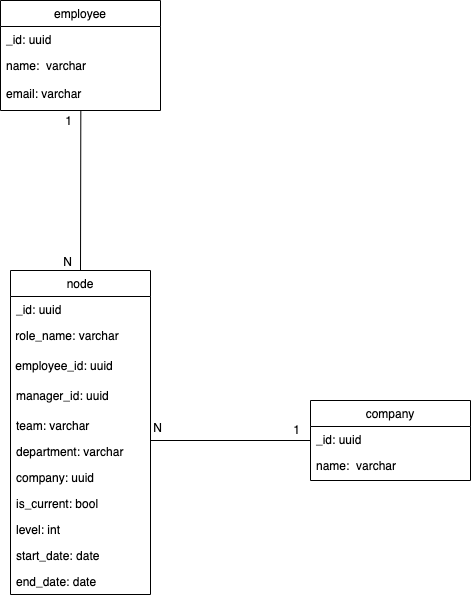 employee
_id: uuid
name:  varchar
email: varchar
1
N
node
_id: uuid
role_name: varchar
employee_id: uuid
manager_id: uuid
team: varchar
department: varchar
company: uuid
is_current: bool
level: int
start_date: date
end_date: date
N
1
company
_id: uuid
name:  varchar